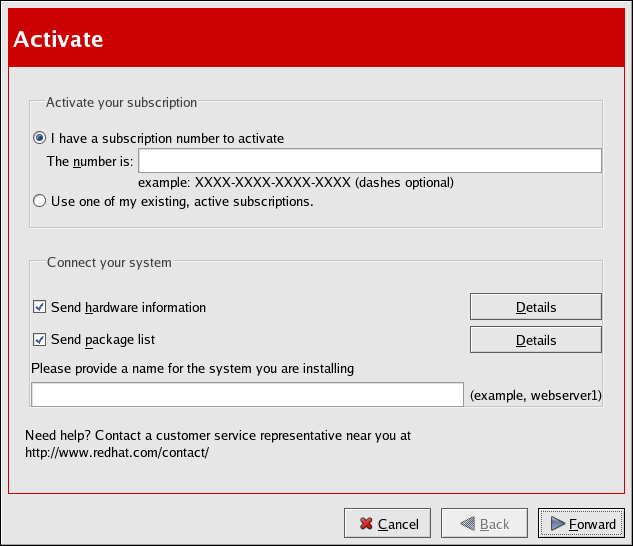 Activate
Activate your subscription
I have a subscription number to activate
The number is:
example: XXXX-XXXX-XXXX-XXXX (dashes optional)
Use one of my existing, active subscriptions.
Connect your system
Send hardware information
Details
Send package list
Details
Please provide a name for the system you are installing
(example, webserver1)
Need help? Contact a customer service representative near you at
http://www.redhat.com/contact/
Cancel
Back
Forward